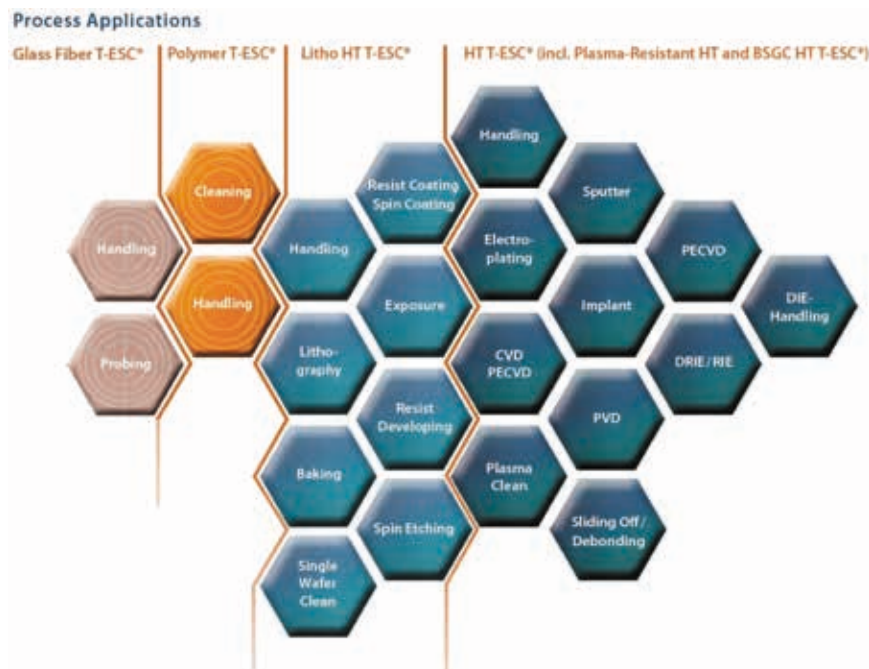 Process Applications
Glass Fiber T-ESC®
Polymer T-ESC®
Litho HT T-ESC®
HT T-ESC® (incl. Plasma-Resistant HT and BSGC HT T-ESC®)
Handling
Probing
Cleaning
Handling
Handling
Litho-
graphy
Baking
Single
Wafer
Clean
Resist Coating
Spin Coating
Exposure
Resist
Developing
Spin Etching
Handling
Electro-
plating
CVD
PECVD
Plasma
Clean
Sputter
Implant
PVD
Sliding Off /
Debonding
PECVD
DRIE / RIE
DIE-
Handling